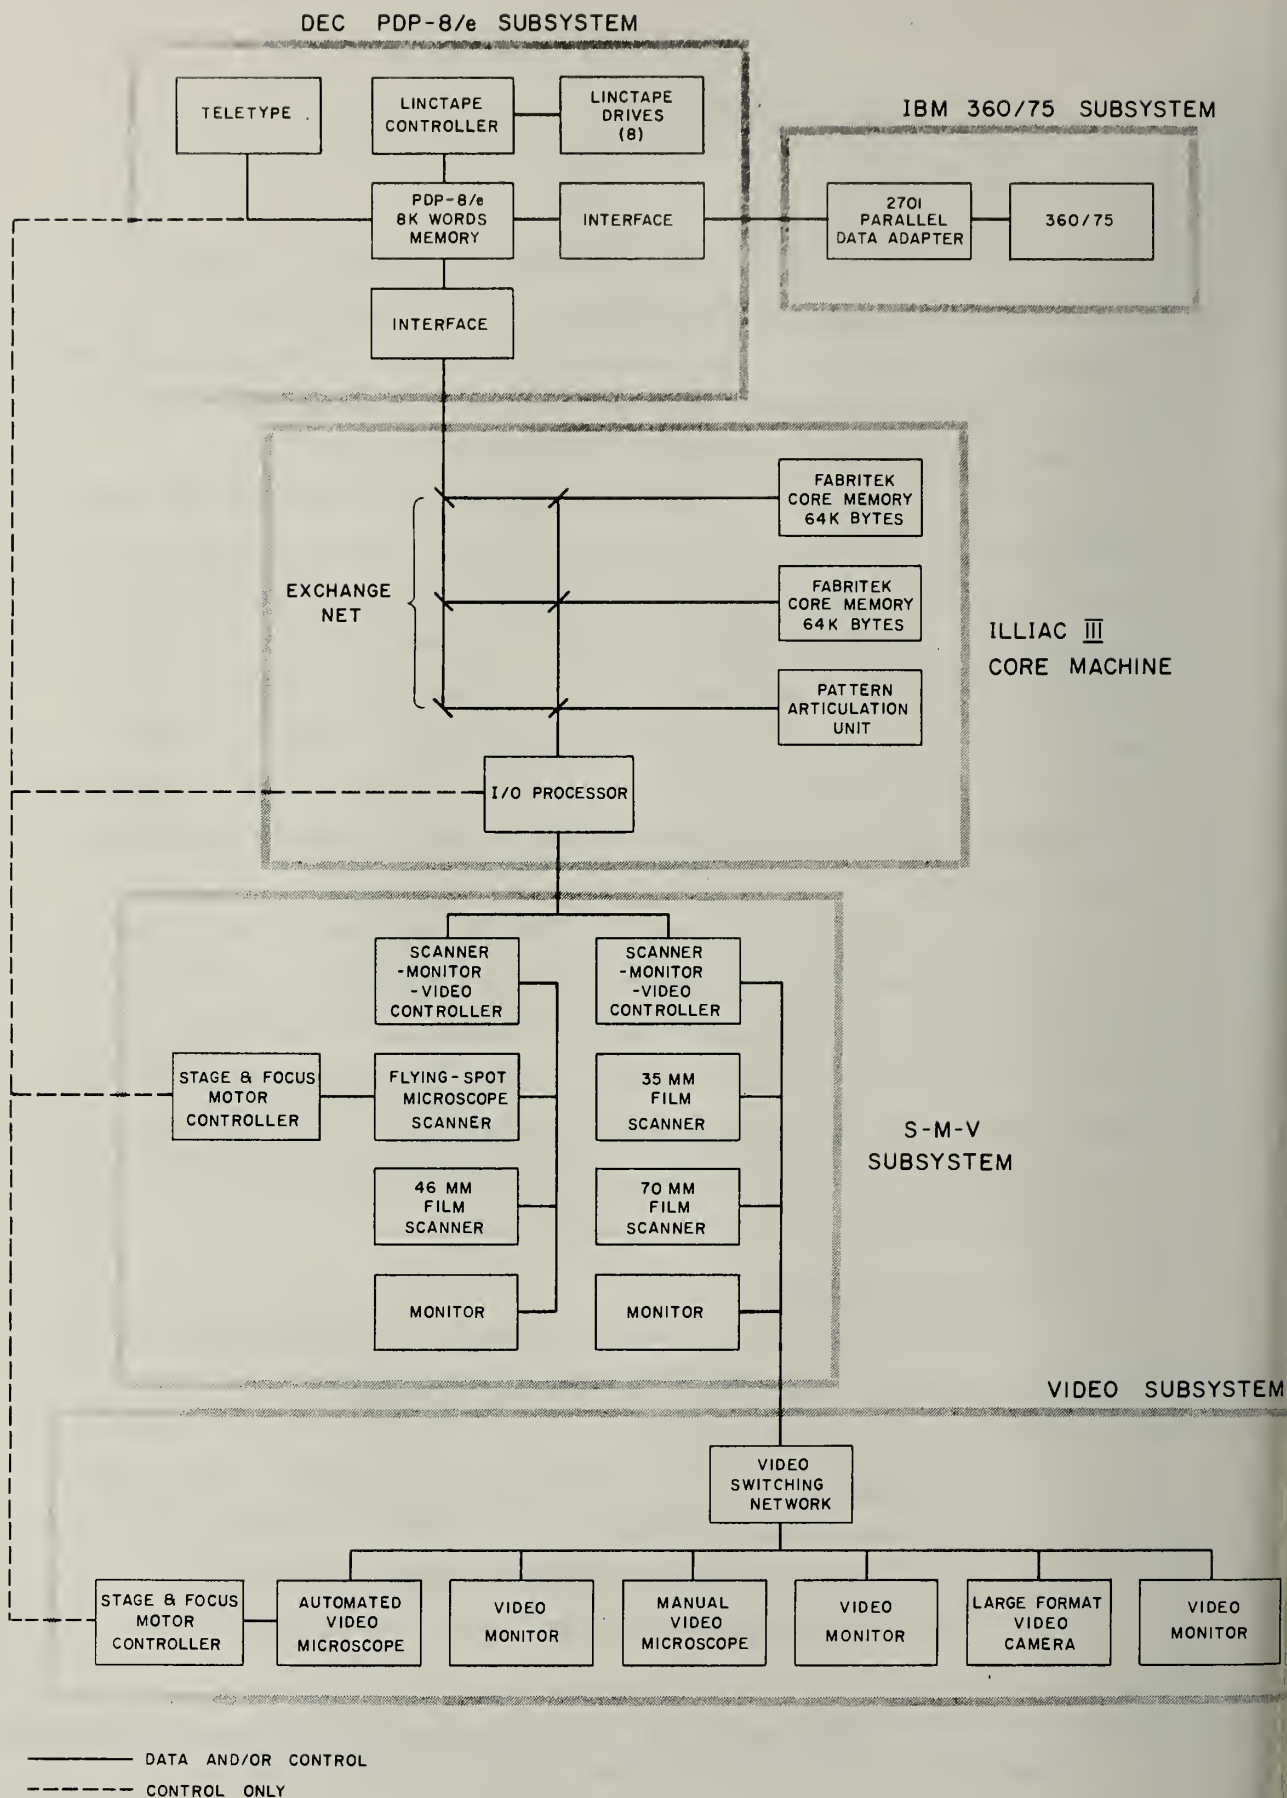 DEC PDP-8/e SUBSYSTEM
TELETYPE
LINCTAPE
CONTROLLER
LINCTAPE
DRIVES
(8)
IBM 360/75 SUBSYSTEM
PDP-8/e
8K WORDS
MEMORY
INTERFACE
2701
PARALLEL
DATA ADAPTER
360/75
INTERFACE
FABRITEK
CORE MEMORY
64K BYTES
EXCHANGE
NET
FABRITEK
CORE MEMORY
64K BYTES
ILLIAC III
CORE MACHINE
PATTERN
ARTICULATION
UNIT
I/O PROCESSOR
SCANNER
-MONITOR
-VIDEO
CONTROLLER
SCANNER
-MONITOR
-VIDEO
CONTROLLER
STAGE & FOCUS
MOTOR
CONTROLLER
FLYING-SPOT
MICROSCOPE
SCANNER
35 MM
FILM
SCANNER
S-M-V
SUBSYSTEM
46 MM
FILM
SCANNER
70 MM
FILM
SCANNER
MONITOR
MONITOR
VIDEO SUBSYSTEM
VIDEO
SWITCHING
NETWORK
STAGE & FOCUS
MOTOR
CONTROLLER
AUTOMATED
VIDEO
MICROSCOPE
VIDEO
MONITOR
MANUAL
VIDEO
MICROSCOPE
VIDEO
MONITOR
LARGE FORMAT
VIDEO
CAMERA
VIDEO
MONITOR
DATA AND/OR CONTROL
CONTROL ONLY